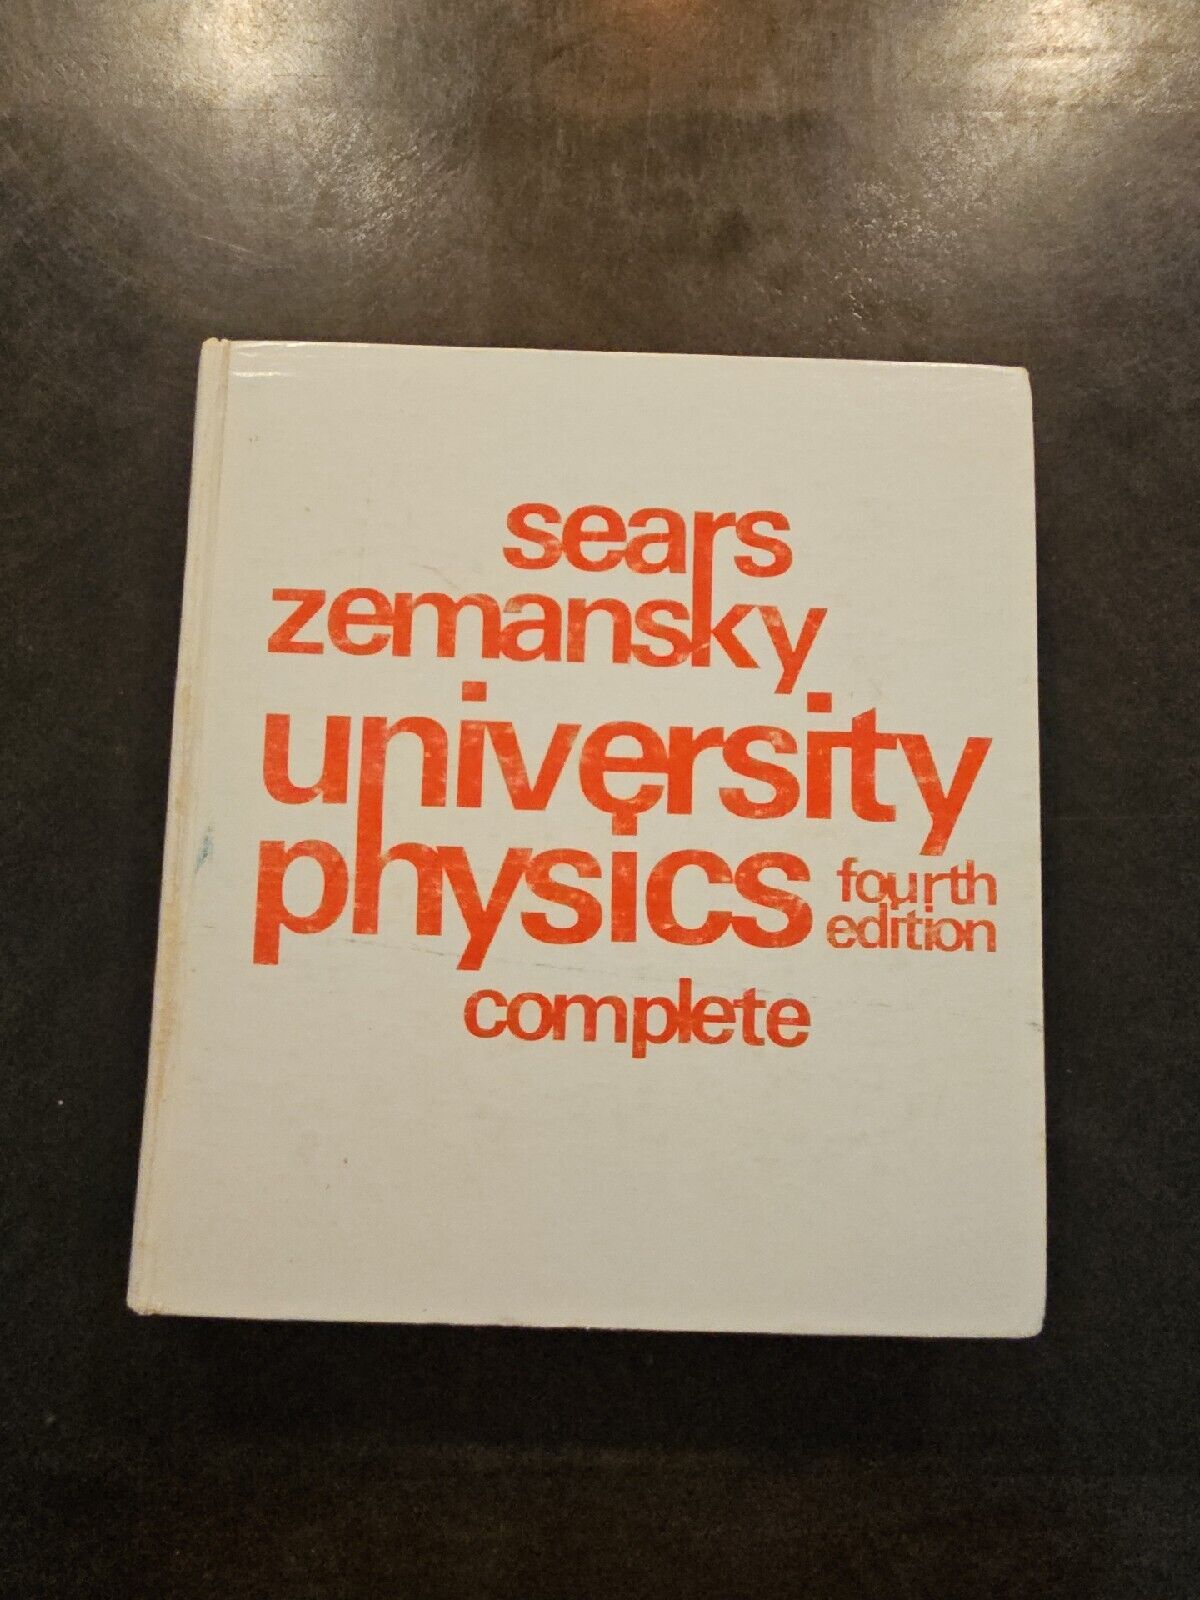 sears
zemansky
university
physics
fourth
edition
complete